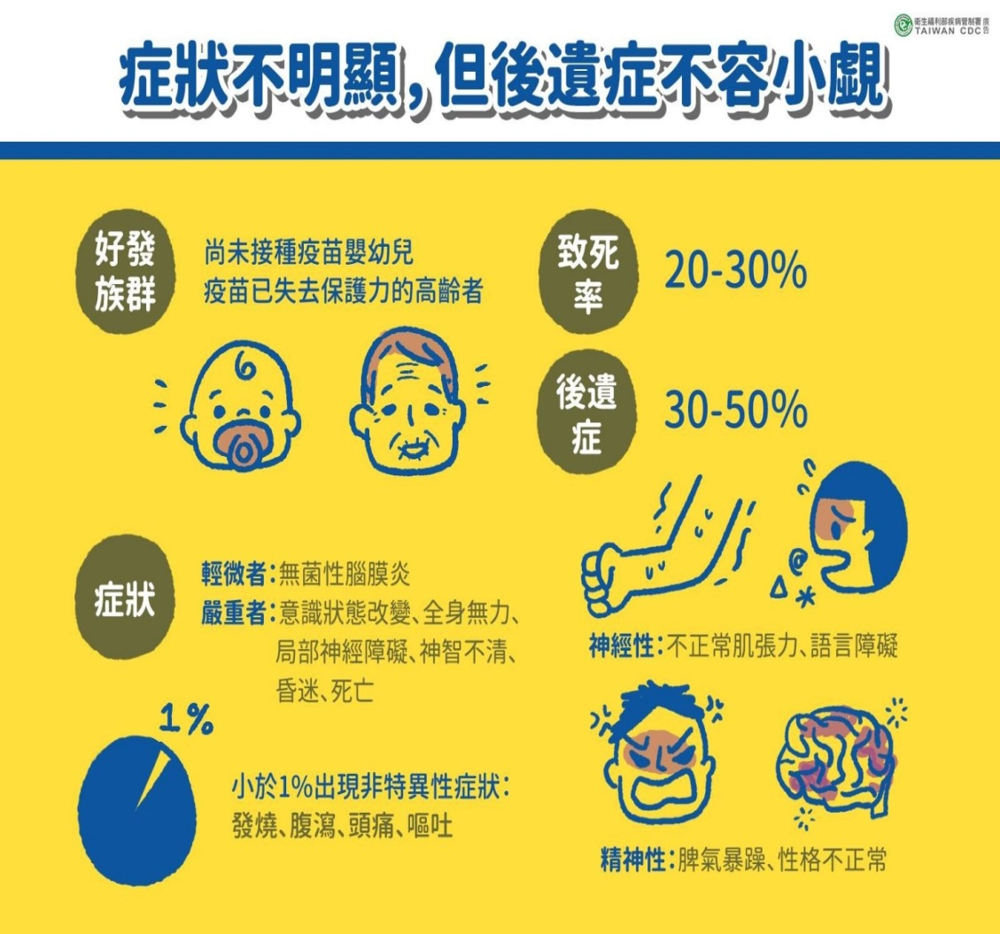 衛生福利部疾病管制署
TAIWAN CDC
廣告
症狀不明顯,但後遺症不容小覷
好發
族群
尚未接種疫苗嬰幼兒
疫苗已失去保護力的高齡者
致死
率
20-30%
後遺
症
30-50%
症狀
輕微者:無菌性腦膜炎
嚴重者:意識狀態改變、全身無力、
局部神經障礙、神智不清、
昏迷、死亡
1%
小於1%出現非特異性症狀:
發燒、腹瀉、頭痛、嘔吐
@
神經性:不正常肌張力、語言障礙
精神性:脾氣暴躁、性格不正常